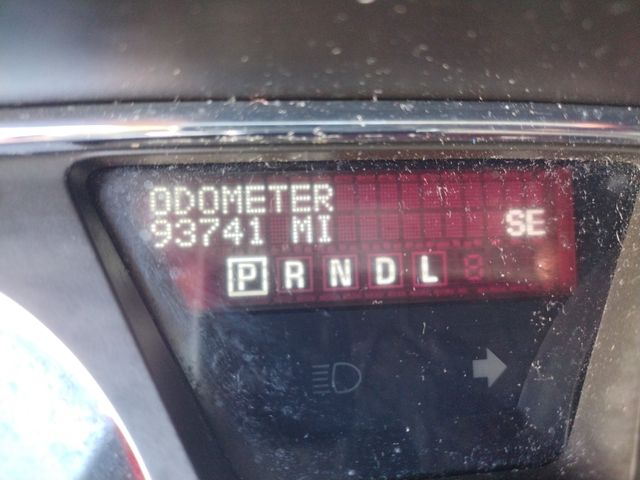 ODOMETER
93741 MI
SE
P R N D L